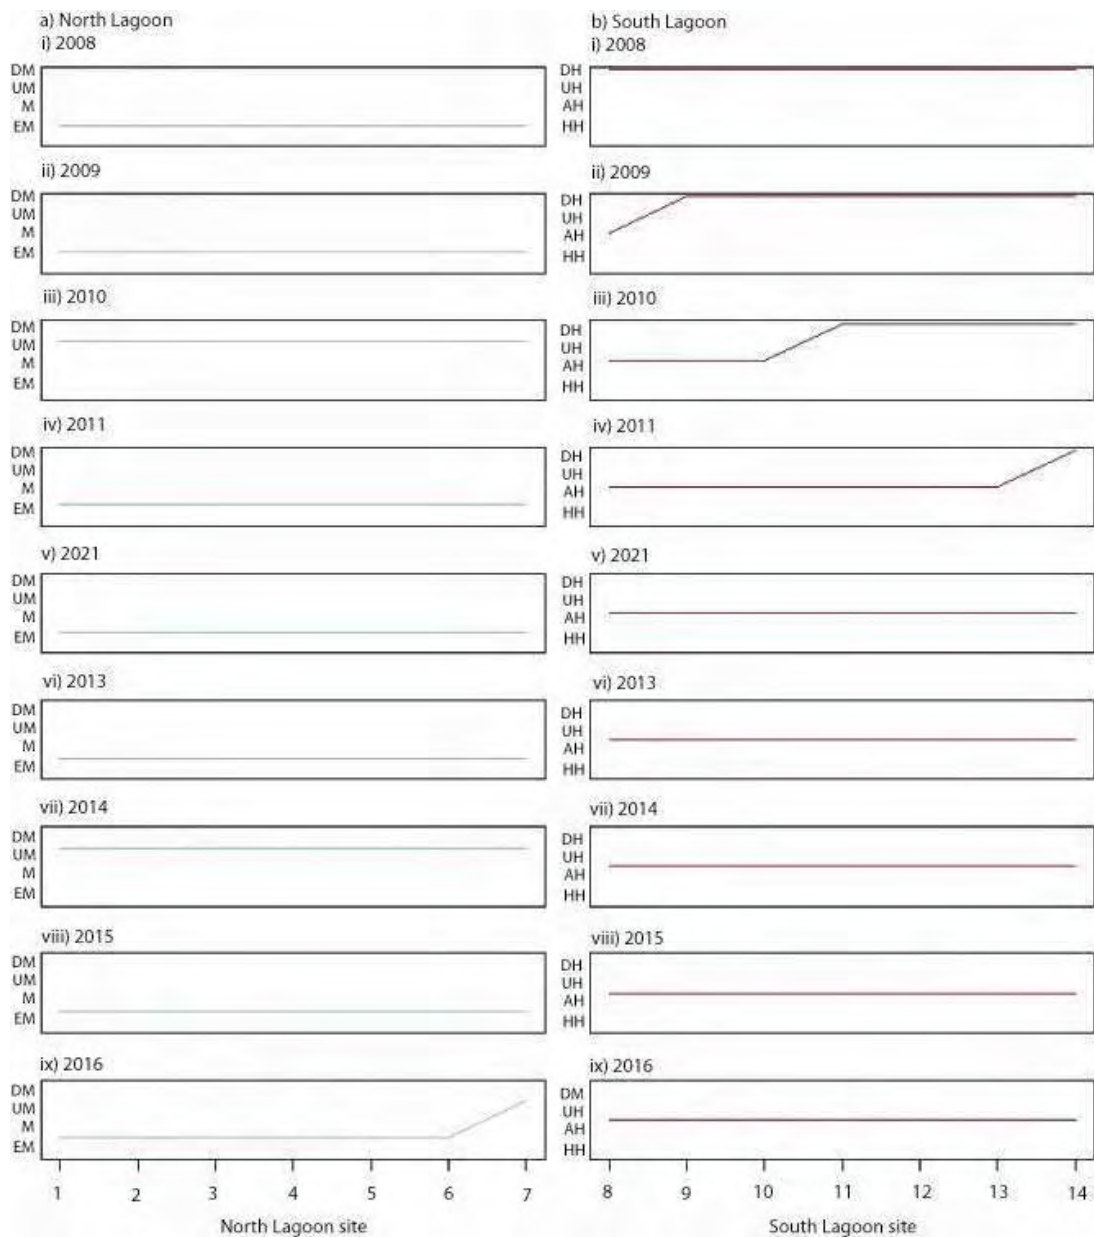 a) North Lagoon
i) 2008
DM
UM
M
EM
ii) 2009
DM
UM
M
EM
iii) 2010
DM
UM
M
EM
iv) 2011
DM
UM
M
EM
v) 2021
DM
UM
M
EM
vi) 2013
DM
UM
M
EM
vii) 2014
DM
UM
M
EM
viii) 2015
DM
UM
M
EM
ix) 2016
DM
UM
M
EM
1 2 3 4 5 6 7
North Lagoon site
b) South Lagoon
i) 2008
DH
UH
AH
HH
ii) 2009
DH
UH
AH
HH
iii) 2010
DH
UH
AH
HH
iv) 2011
DH
UH
AH
HH
v) 2021
DH
UH
AH
HH
vi) 2013
DH
UH
AH
HH
vii) 2014
DH
UH
AH
HH
viii) 2015
DH
UH
AH
HH
ix) 2016
DM
UH
AH
HH
8 9 10 11 12 13 14
South Lagoon site